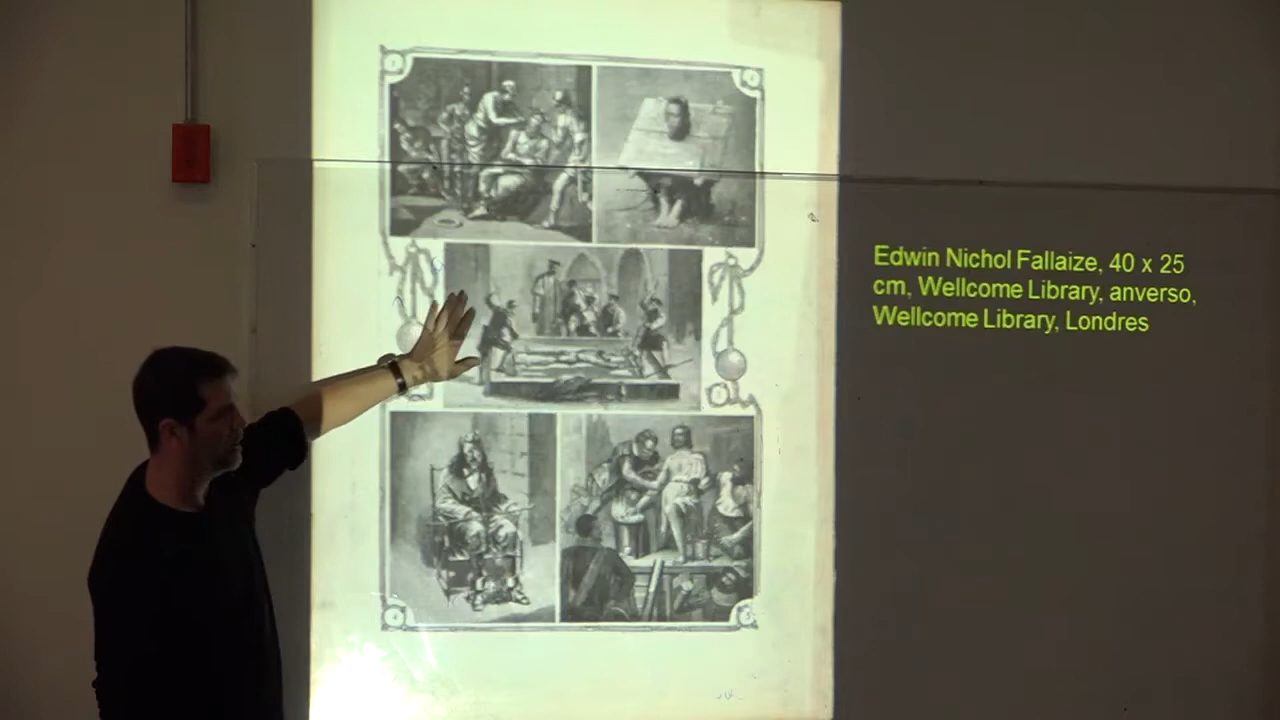 Edwin Nichol Fallaize, 40 x 25
cm, Wellcome Library, anverso,
Wellcome Library, Londres